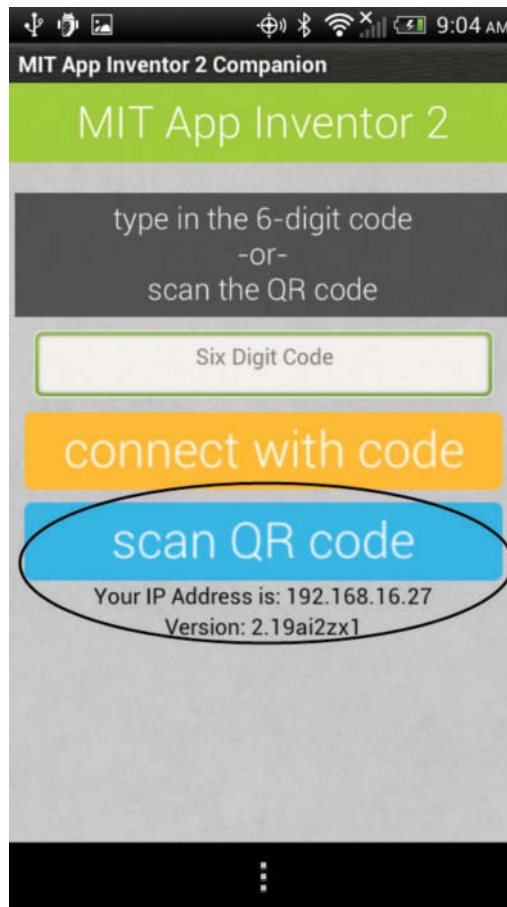 9:04 AM
MIT App Inventor 2 Companion
MIT App Inventor 2
type in the 6-digit code
-or-
scan the QR code
Six Digit Code
connect with code
scan QR code
Your IP Address is: 192.168.16.27
Version: 2.19ai2zx1